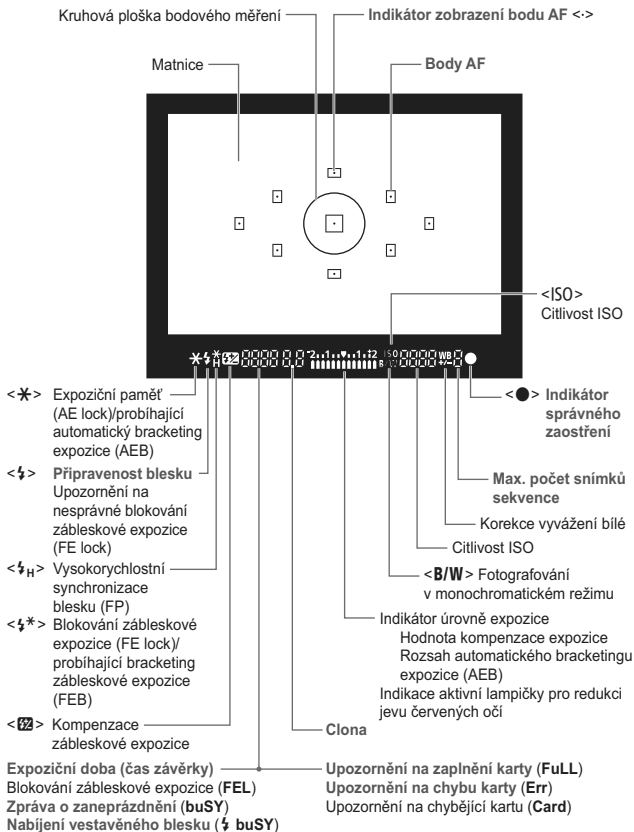 Kruhová ploška bodového měření
Indikátor zobrazení bodu AF <·>
Matnice
Body AF
<ISO>
Citlivost ISO
-2..1..▼..1..+2 ISO WB
B/W +/-
<✱> Expoziční paměť
(AE lock)/probíhající
automatický bracketing
expozice (AEB)
<⚡> Připravenost blesku
Upozornění na
nesprávné blokování
zábleskové expozice
(FE lock)
<⚡H> Vysokorychlostní
synchronizace
blesku (FP)
<⚡*> Blokování zábleskové
expozice (FE lock)/
probíhající bracketing
zábleskové expozice
(FEB)
< > Kompenzace
zábleskové expozice
<●> Indikátor
správného
zaostření
Max. počet snímků
sekvence
Korekce vyvážení bílé
Citlivost ISO
<B/W> Fotografování
v monochromatickém režimu
Indikátor úrovně expozice
Hodnota kompenzace expozice
Rozsah automatického bracketingu
expozice (AEB)
Indikace aktivní lampičky pro redukci
jevu červených očí
Clona
Expoziční doba (čas závěrky)
Blokování zábleskové expozice (FEL)
Zpráva o zaneprázdnění (buSY)
Nabíjení vestavěného blesku (⚡ buSY)
Upozornění na zaplnění karty (FuLL)
Upozornění na chybu karty (Err)
Upozornění na chybějící kartu (Card)